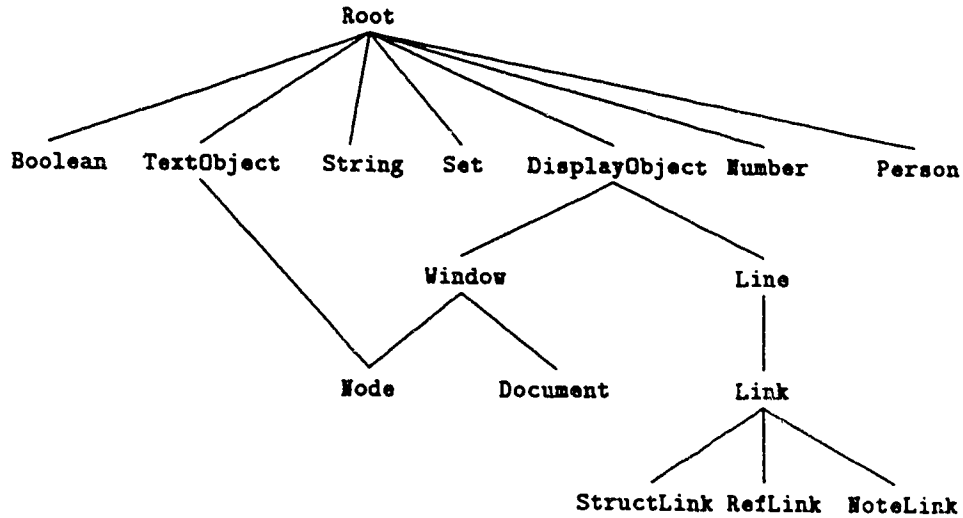 Root
Boolean TextObject String Set DisplayObject Number Person
Window Line
Node Document Link
StructLink RefLink NoteLink